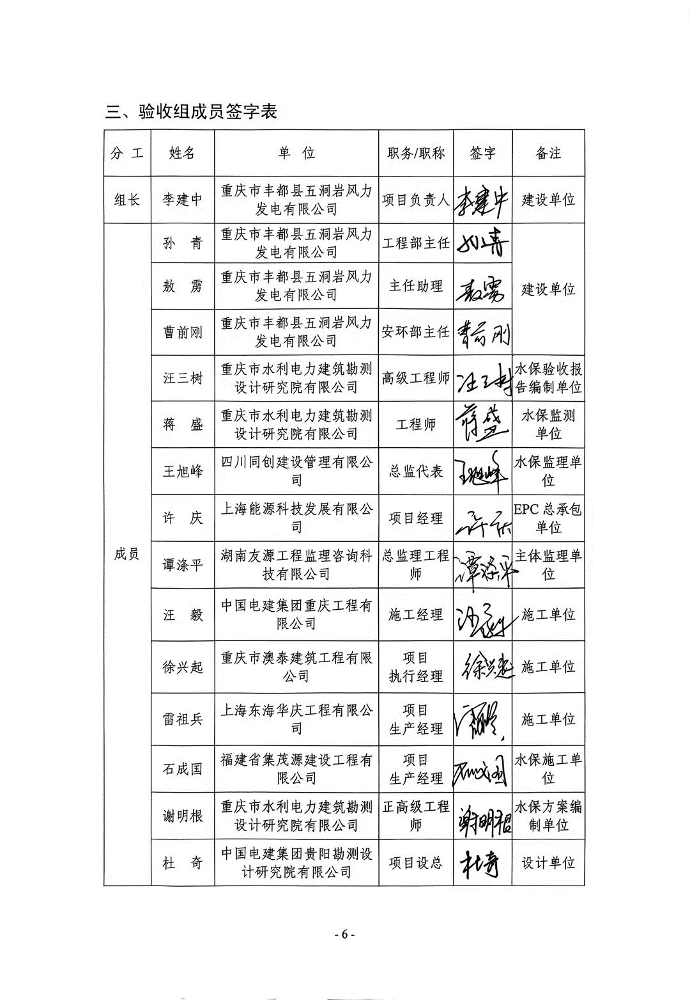 三、验收组成员签字表
分 工 姓名 单 位 职务/职称 签字 备注
组长 李建中 重庆市丰都县五洞岩风力发电有限公司 项目负责人 李建中 建设单位
成员
孙 青 重庆市丰都县五洞岩风力发电有限公司 工程部主任 孙青 建设单位
敖 雳 重庆市丰都县五洞岩风力发电有限公司 主任助理 敖雳
曹前刚 重庆市丰都县五洞岩风力发电有限公司 安环部主任 曹前刚
汪三树 重庆市水利电力建筑勘测设计研究院有限公司 高级工程师 汪三树 水保验收报告编制单位
蒋 盛 重庆市水利电力建筑勘测设计研究院有限公司 工程师 蒋盛 水保监测单位
王旭峰 四川同创建设管理有限公司 总监代表 王旭峰 水保监理单位
许 庆 上海能源科技发展有限公司 项目经理 许庆 EPC 总承包单位
谭涤平 湖南友源工程监理咨询科技有限公司 总监理工程师 谭涤平 主体监理单位
汪 毅 中国电建集团重庆工程有限公司 施工经理 汪毅 施工单位
徐兴起 重庆市澳泰建筑工程有限公司 项目执行经理 徐兴起 施工单位
雷祖兵 上海东海华庆工程有限公司 项目生产经理 施工单位
石成国 福建省集茂源建设工程有限公司 项目生产经理 石成国 水保施工单位
谢明根 重庆市水利电力建筑勘测设计研究院有限公司 正高级工程师 谢明根 水保方案编制单位
杜 奇 中国电建集团贵阳勘测设计研究院有限公司 项目设总 杜奇 设计单位
- 6 -